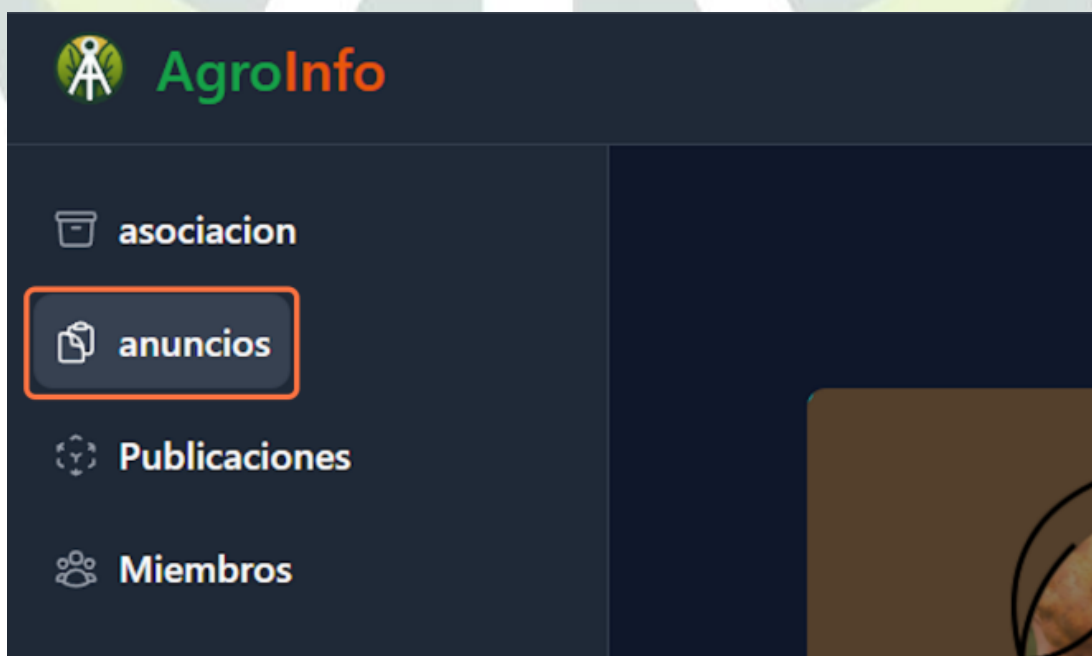 AgroInfo
asociacion
anuncios
Publicaciones
Miembros